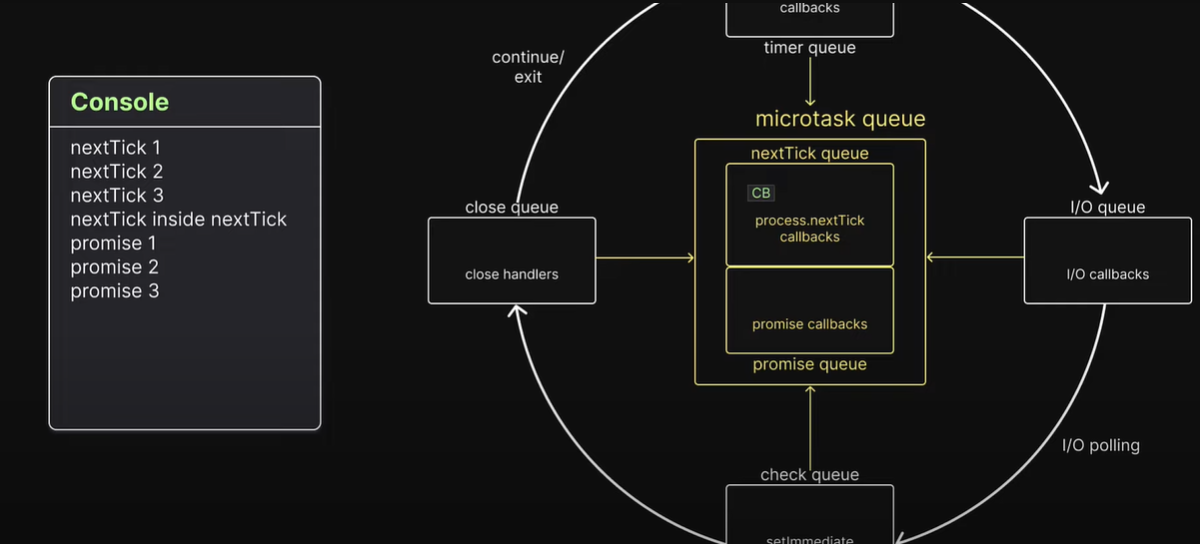 Console
nextTick 1
nextTick 2
nextTick 3
nextTick inside nextTick
promise 1
promise 2
promise 3
callbacks
timer queue
continue/
exit
microtask queue
nextTick queue
CB
process.nextTick
callbacks
promise callbacks
promise queue
close queue
close handlers
I/O queue
I/O callbacks
I/O polling
check queue
setImmediate